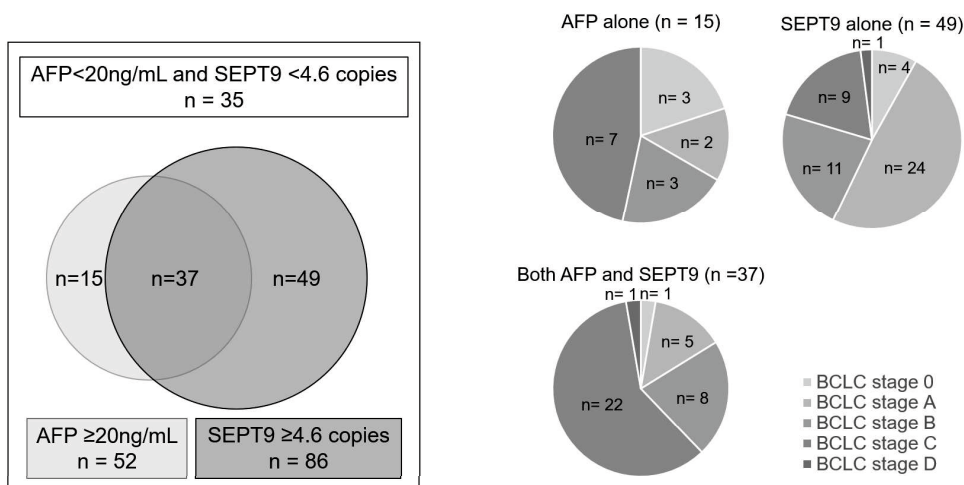 AFP<20ng/mL and SEPT9 <4.6 copies
n = 35
n=15
n=37
n=49
AFP ≥20ng/mL
n = 52
SEPT9 ≥4.6 copies
n = 86
AFP alone (n = 15)
n= 3
n= 2
n= 3
n= 7
SEPT9 alone (n = 49)
n= 1
n= 4
n= 9
n= 11
n= 24
Both AFP and SEPT9 (n =37)
n= 1
n= 1
n= 5
n= 8
n= 22
BCLC stage 0
BCLC stage A
BCLC stage B
BCLC stage C
BCLC stage D